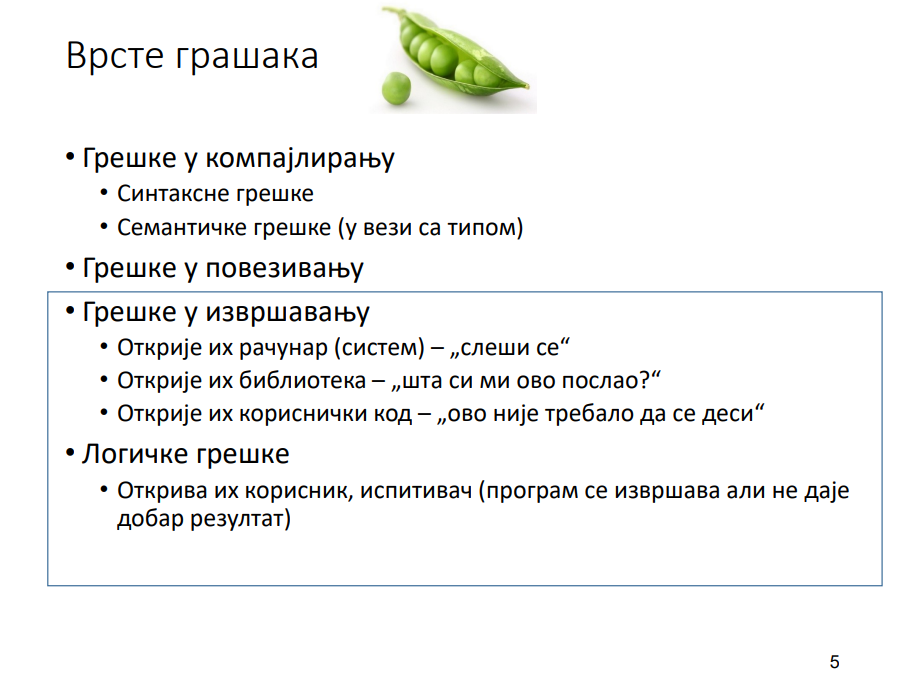 Врсте грашака
• Грешке у компајлирању
• Синтаксне грешке
• Семантичке грешке (у вези са типом)
• Грешке у повезивању
• Грешке у извршавању
• Открије их рачунар (систем) – „слеши се“
• Открије их библиотека – „шта си ми ово послао?“
• Открије их кориснички код – „ово није требало да се деси“
• Логичке грешке
• Открива их корисник, испитивач (програм се извршава али не даје
добар резултат)
5